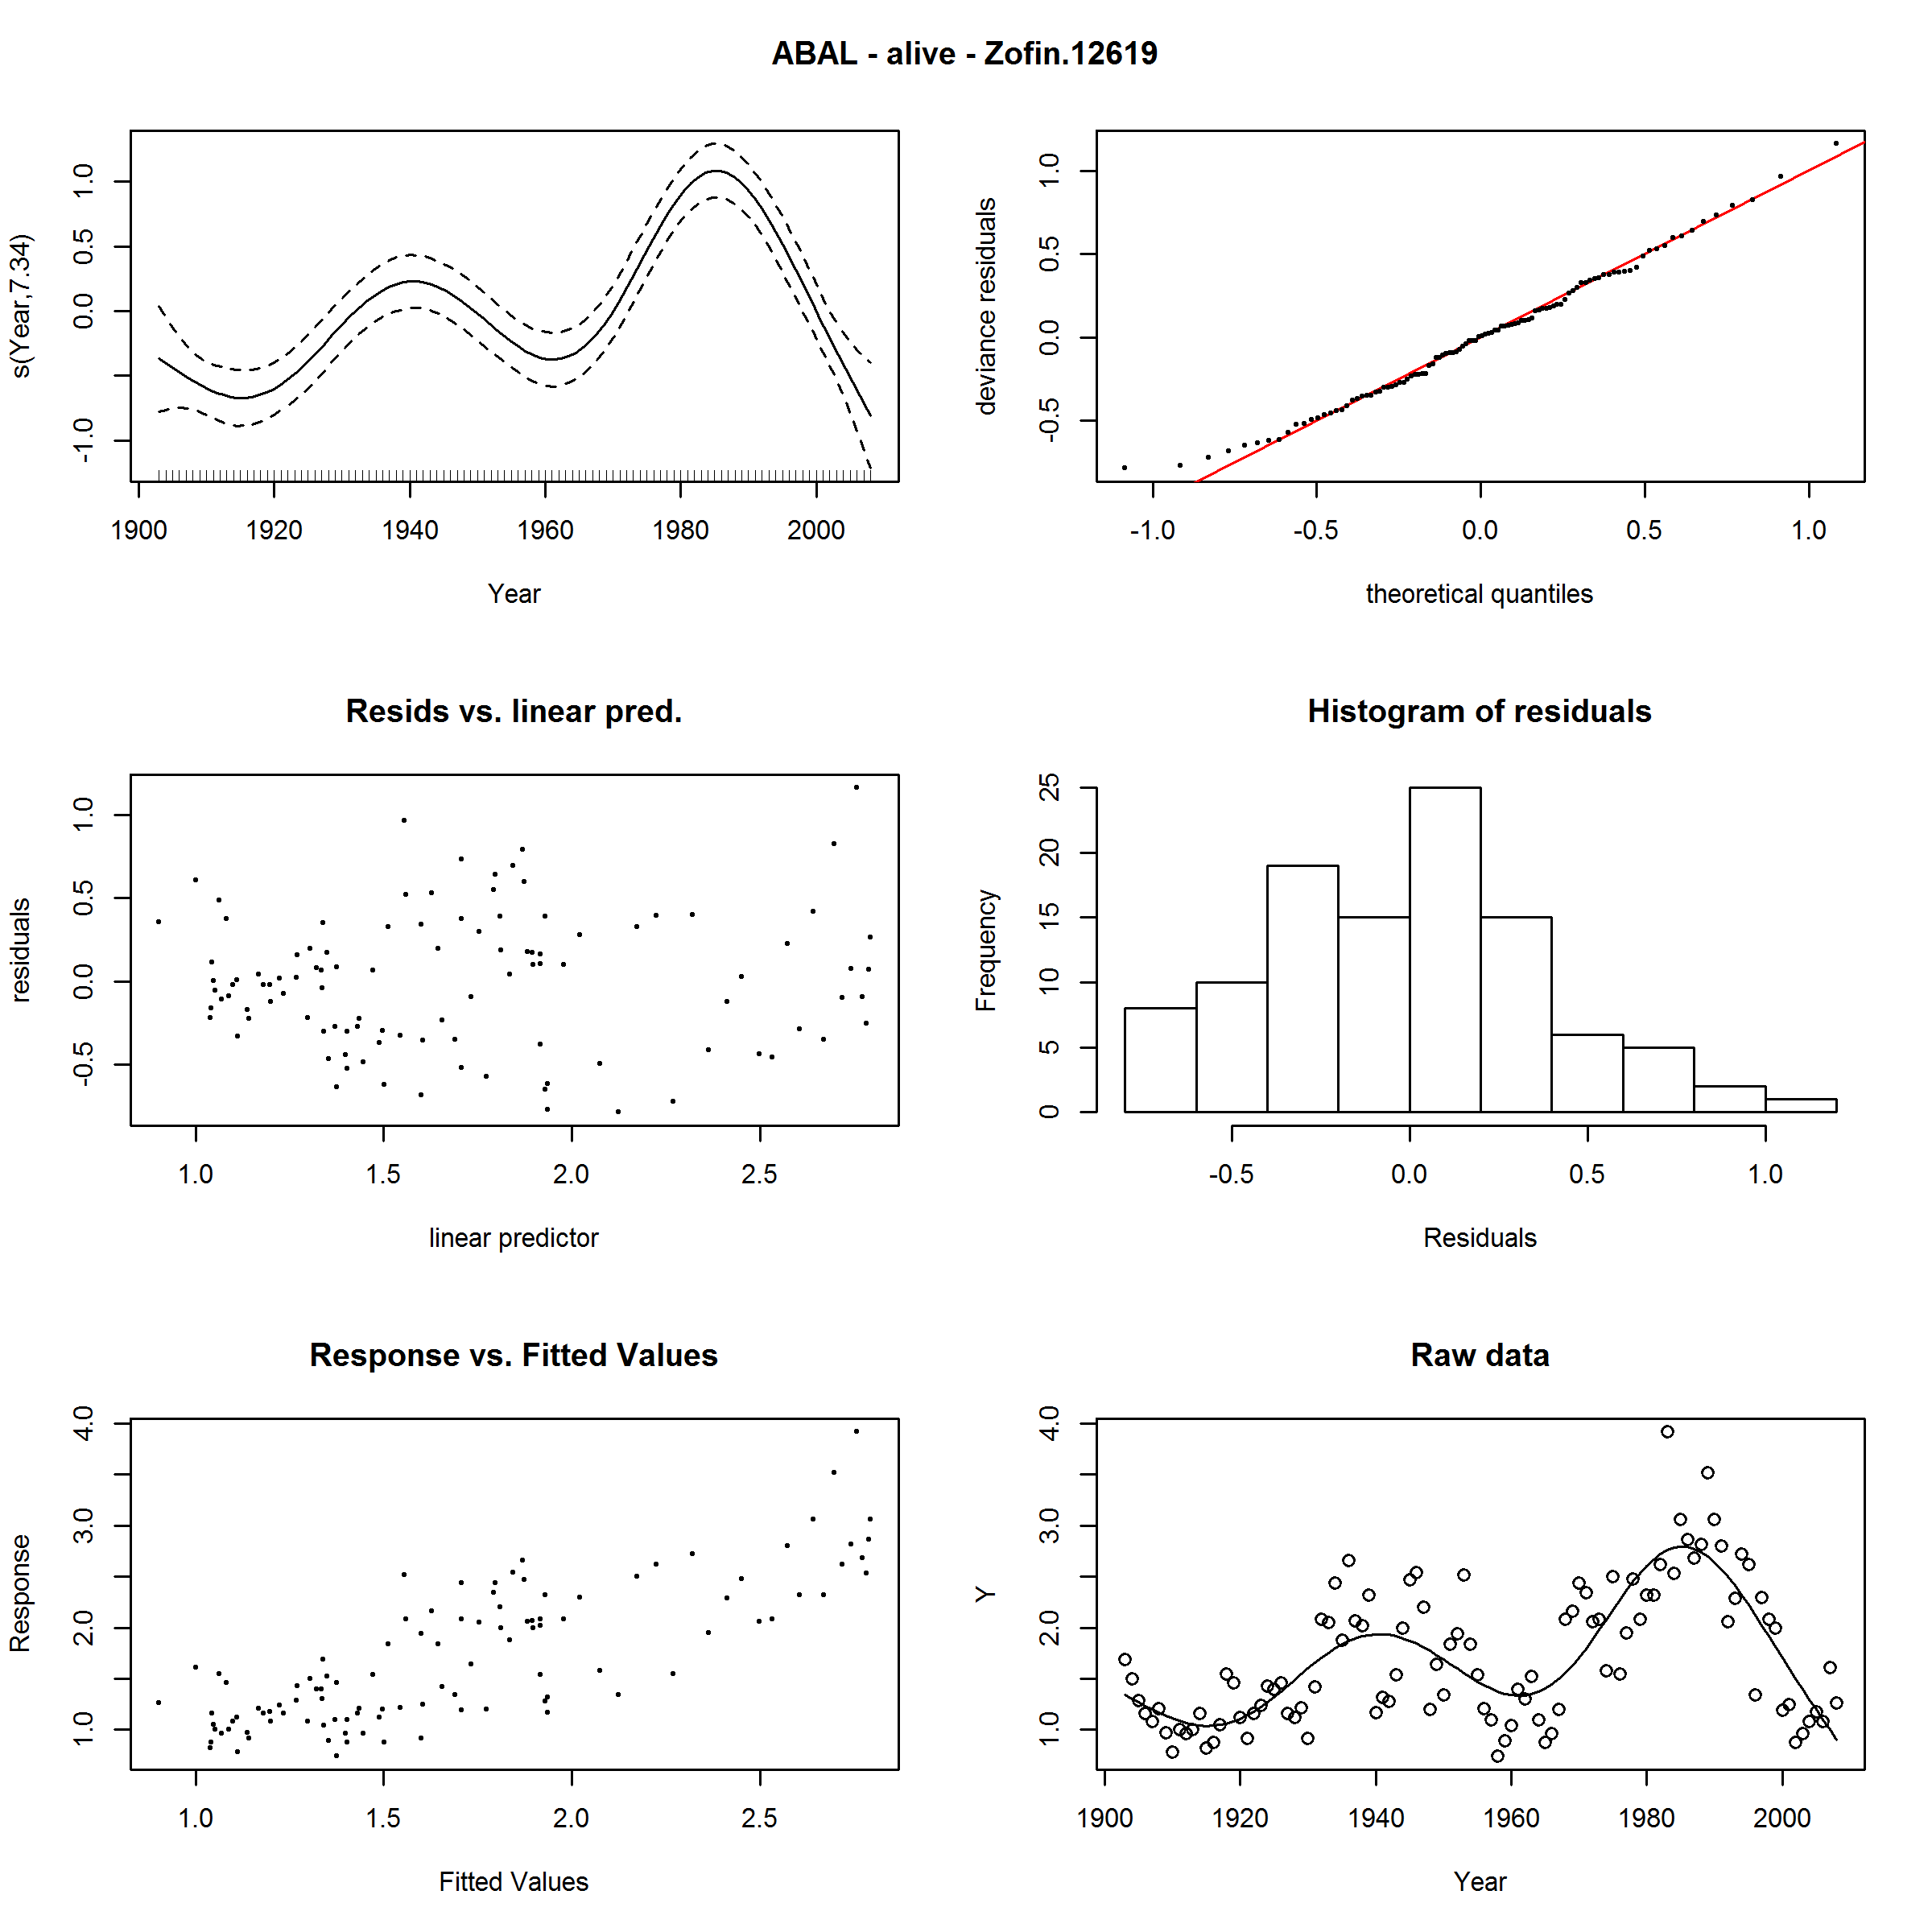 ABAL - alive - Zofin.12619
s(Year,7.34)
-1.0 0.0 0.5 1.0
1900 1920 1940 1960 1980 2000
Year
deviance residuals
-0.5 0.0 0.5 1.0
-1.0 -0.5 0.0 0.5 1.0
theoretical quantiles
Resids vs. linear pred.
residuals
-0.5 0.0 0.5 1.0
1.0 1.5 2.0 2.5
linear predictor
Histogram of residuals
Frequency
0 5 10 15 20 25
-0.5 0.0 0.5 1.0
Residuals
Response vs. Fitted Values
Response
1.0 2.0 3.0 4.0
1.0 1.5 2.0 2.5
Fitted Values
Raw data
Y
1.0 2.0 3.0 4.0
1900 1920 1940 1960 1980 2000
Year